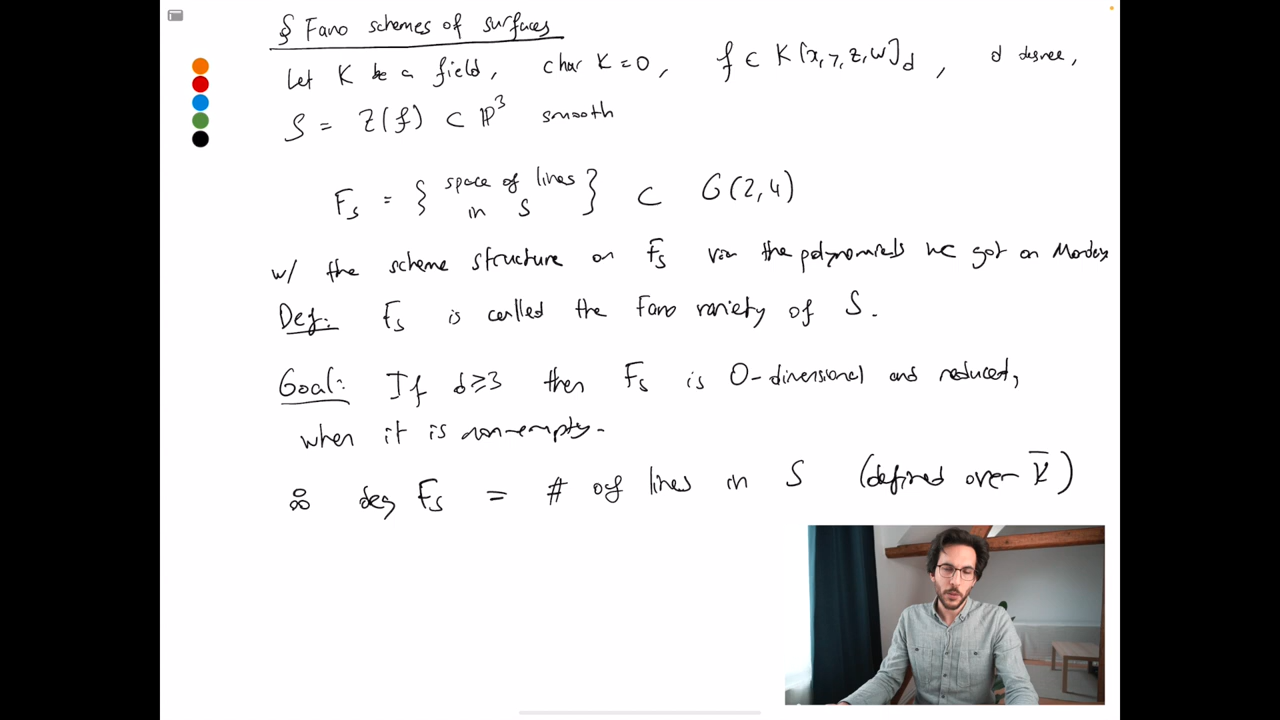 § Fano schemes of surfaces
Let K be a field, char K = 0, f ∈ K[x,y,z,w]_d, d degree,
S = Z(f) ⊂ ℙ³ smooth
F_S = { space of lines in S } ⊂ G(2,4)
w/ the scheme structure on F_S via the polynomials we got on Monday
Def: F_S is called the Fano variety of S.
Goal: If d≥3 then F_S is 0-dimensional and reduced,
when it is non-empty.
∴ deg F_S = # of lines in S (defined over K̅)